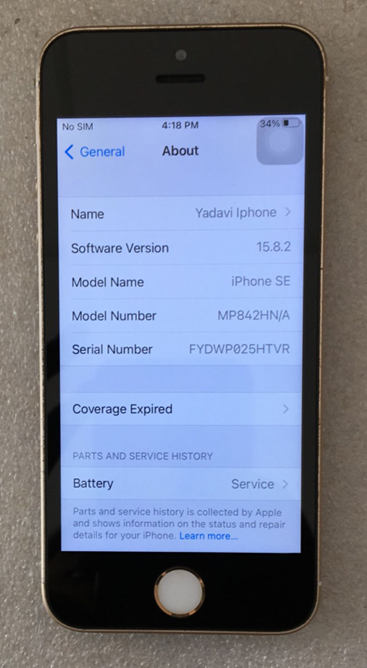 No SIM 4:18 PM 34%
General About
Name Yadavi Iphone
Software Version 15.8.2
Model Name iPhone SE
Model Number MP842HN/A
Serial Number FYDWP025HTVR
Coverage Expired
PARTS AND SERVICE HISTORY
Battery Service
Parts and service history is collected by Apple
and shows information on the status and repair
details for your iPhone. Learn more...